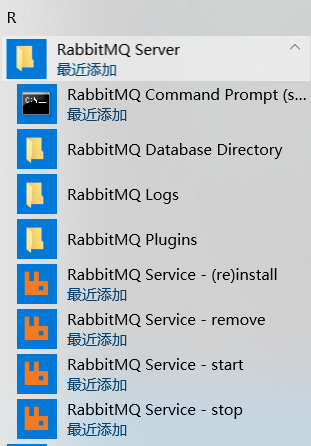 R
RabbitMQ Server
最近添加
RabbitMQ Command Prompt (s...
最近添加
RabbitMQ Database Directory
RabbitMQ Logs
RabbitMQ Plugins
RabbitMQ Service - (re)install
最近添加
RabbitMQ Service - remove
最近添加
RabbitMQ Service - start
最近添加
RabbitMQ Service - stop
最近添加